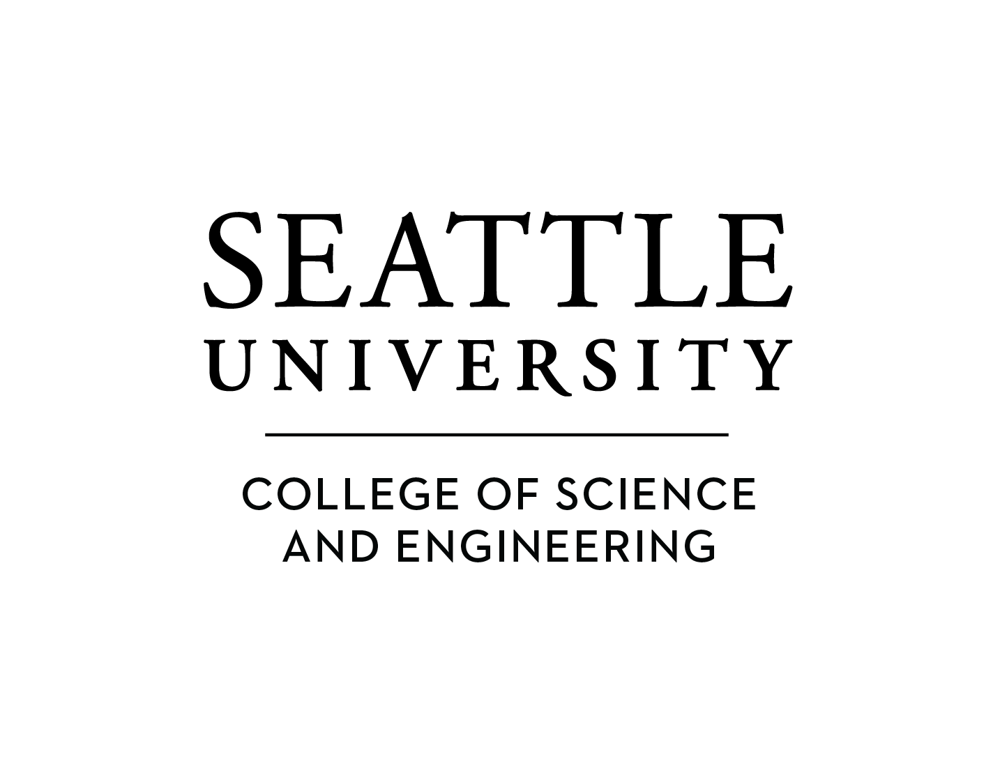 SEATTLE
UNIVERSITY
COLLEGE OF SCIENCE
AND ENGINEERING